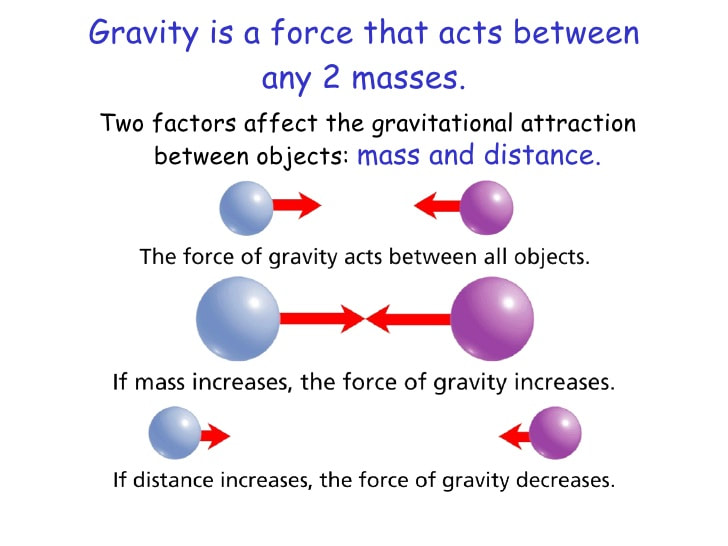 Gravity is a force that acts between
any 2 masses.
Two factors affect the gravitational attraction
between objects: mass and distance.
The force of gravity acts between all objects.
If mass increases, the force of gravity increases.
If distance increases, the force of gravity decreases.